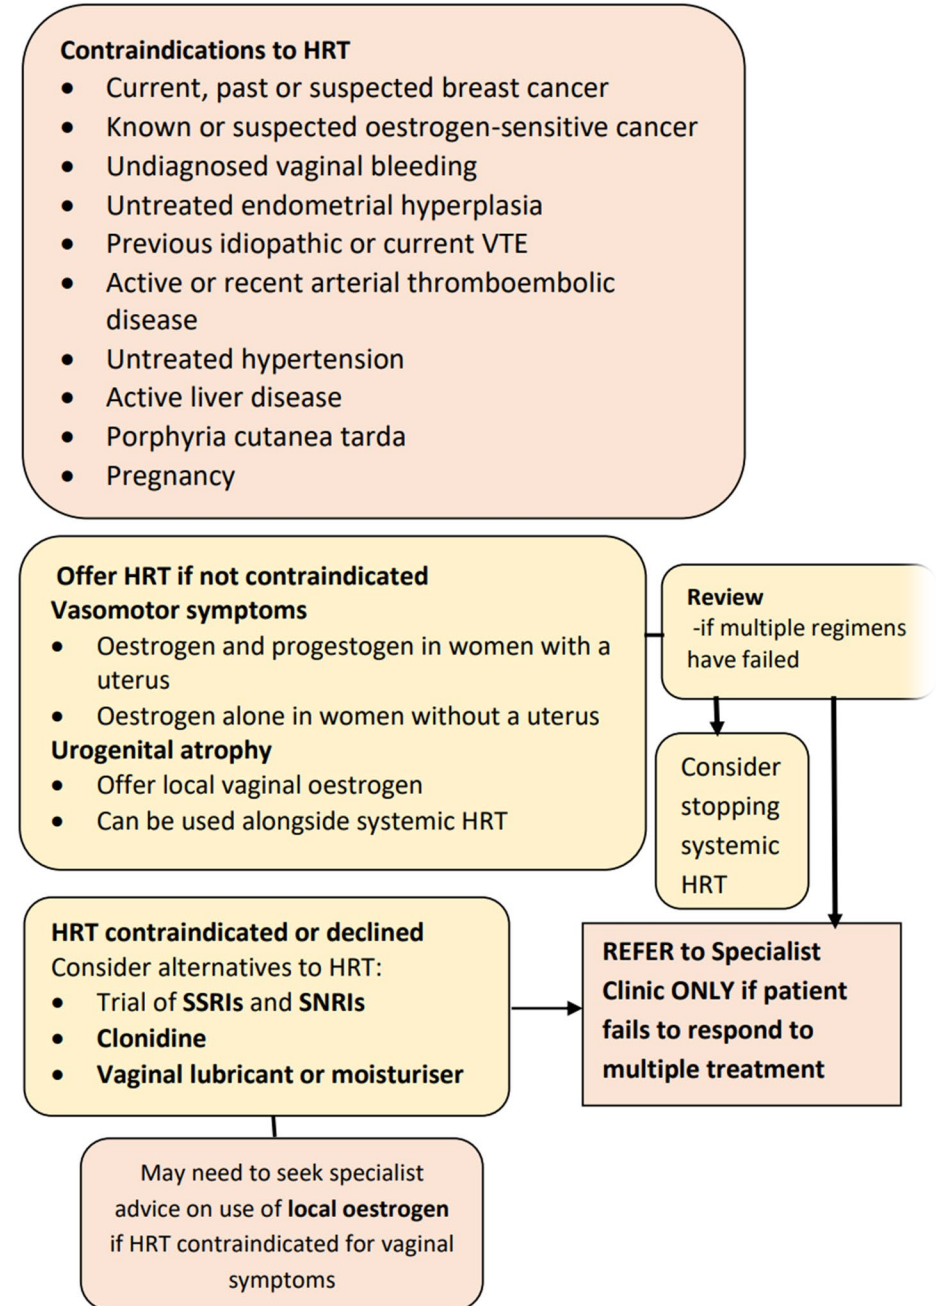 Contraindications to HRT
• Current, past or suspected breast cancer
• Known or suspected oestrogen-sensitive cancer
• Undiagnosed vaginal bleeding
• Untreated endometrial hyperplasia
• Previous idiopathic or current VTE
• Active or recent arterial thromboembolic
disease
• Untreated hypertension
• Active liver disease
• Porphyria cutanea tarda
• Pregnancy
Offer HRT if not contraindicated
Vasomotor symptoms
• Oestrogen and progestogen in women with a
uterus
• Oestrogen alone in women without a uterus
Urogenital atrophy
• Offer local vaginal oestrogen
• Can be used alongside systemic HRT
Review
-if multiple regimens
have failed
Consider
stopping
systemic
HRT
HRT contraindicated or declined
Consider alternatives to HRT:
• Trial of SSRIs and SNRIs
• Clonidine
• Vaginal lubricant or moisturiser
REFER to Specialist
Clinic ONLY if patient
fails to respond to
multiple treatment
May need to seek specialist
advice on use of local oestrogen
if HRT contraindicated for vaginal
symptoms